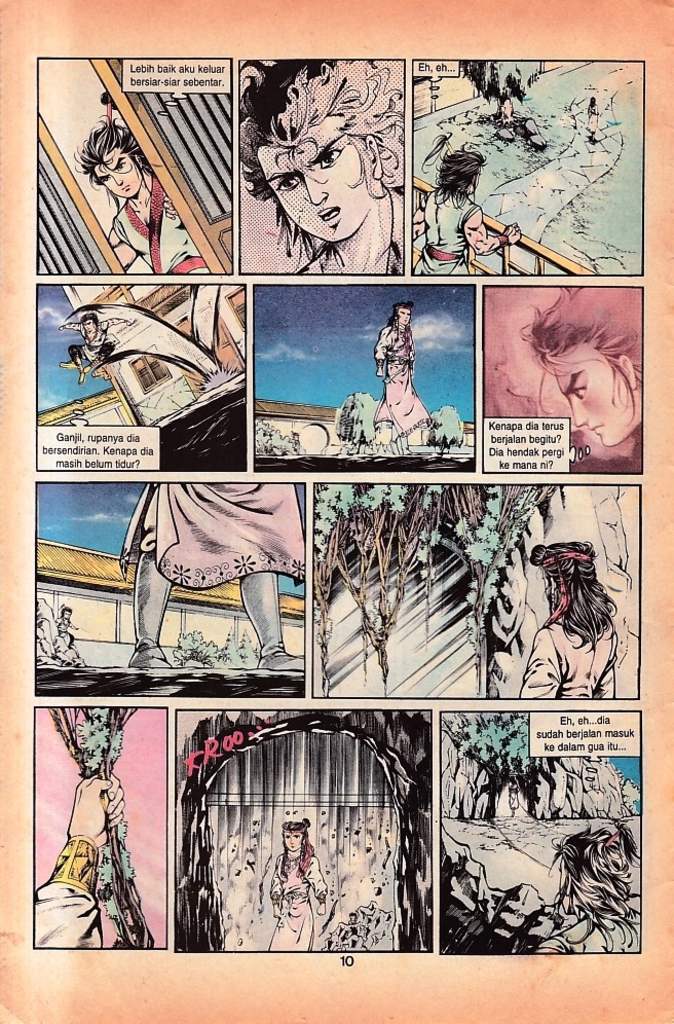 Lebih baik aku keluar
bersiar-siar sebentar.
Eh, eh...
Ganjil, rupanya dia
bersendirian. Kenapa dia
masih belum tidur?
Kenapa dia terus
berjalan begitu?
Dia hendak pergi
ke mana ni?
KROO...
Eh, eh...dia
sudah berjalan masuk
ke dalam gua itu...
10